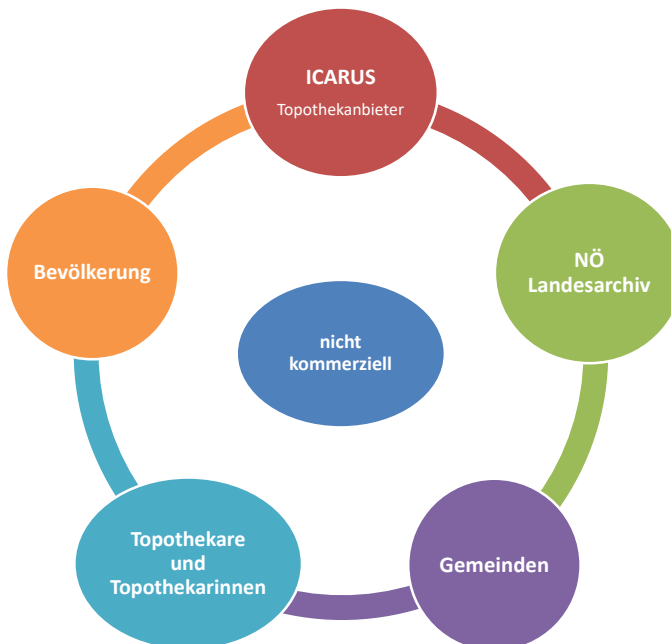 ICARUS
Topothekanbieter
NÖ
Landesarchiv
Gemeinden
Topothekare
und
Topothekarinnen
Bevölkerung
nicht
kommerziell